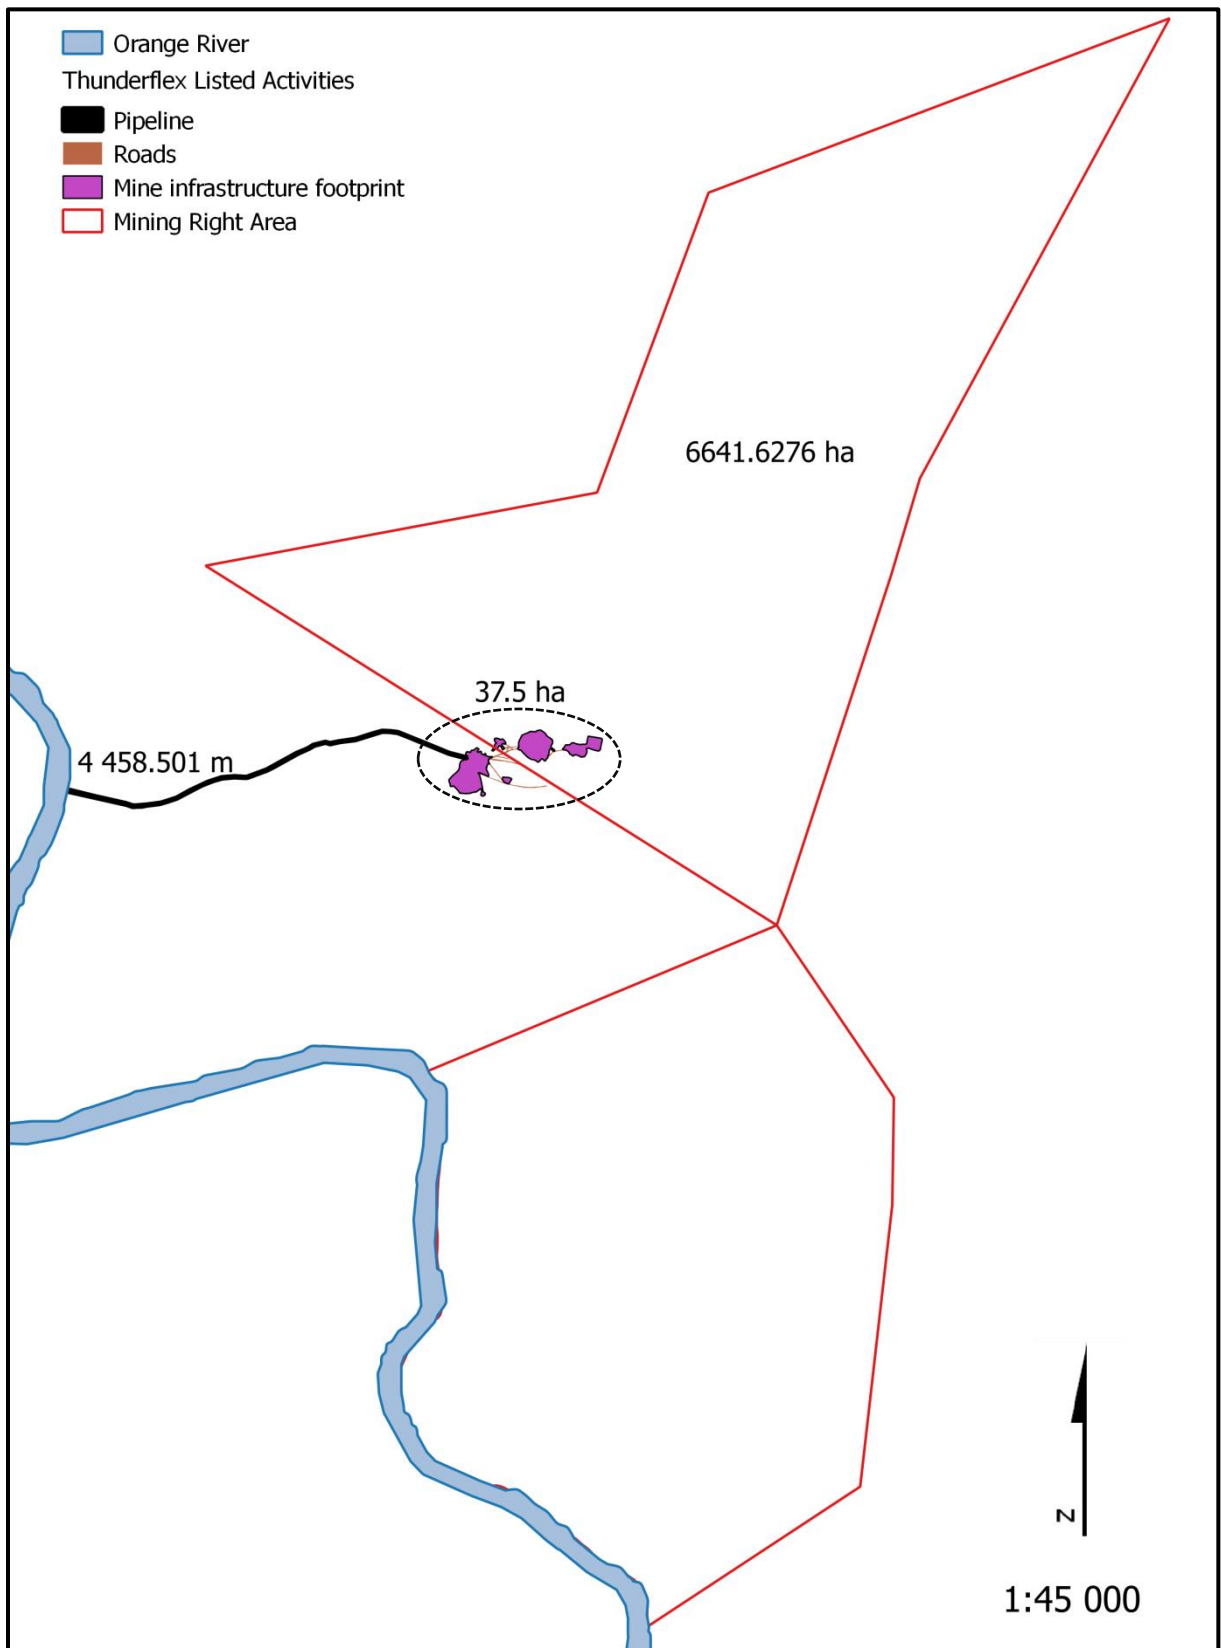 Orange River
Thunderflex Listed Activities
Pipeline
Roads
Mine infrastructure footprint
Mining Right Area
6641.6276 ha
37.5 ha
4 458.501 m
N
1:45 000